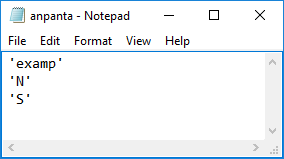 anpanta - Notepad
File Edit Format View Help
'examp'
'N'
'S'